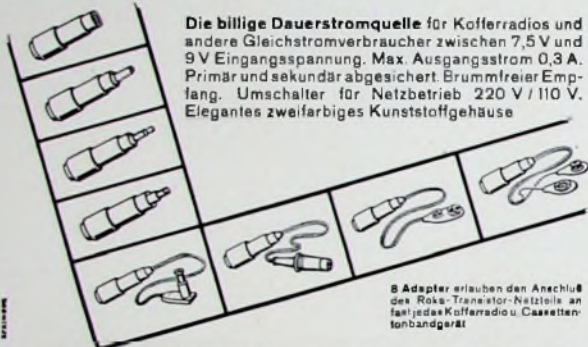 Die billige Dauerstromquelle für Kofferradios und
andere Gleichstromverbraucher zwischen 7,5 V und
9 V Eingangsspannung. Max. Ausgangsstrom 0,3 A.
Primär und sekundär abgesichert. Brummfreier Emp-
fang. Umschalter für Netzbetrieb 220 V / 110 V.
Elegantes zweifarbiges Kunststoffgehäuse
8 Adapter erlauben den Anschluß
des Roka-Transistor-Netzteils an
fast jedes Kofferradio u. Cassetten-
tonbandgerät